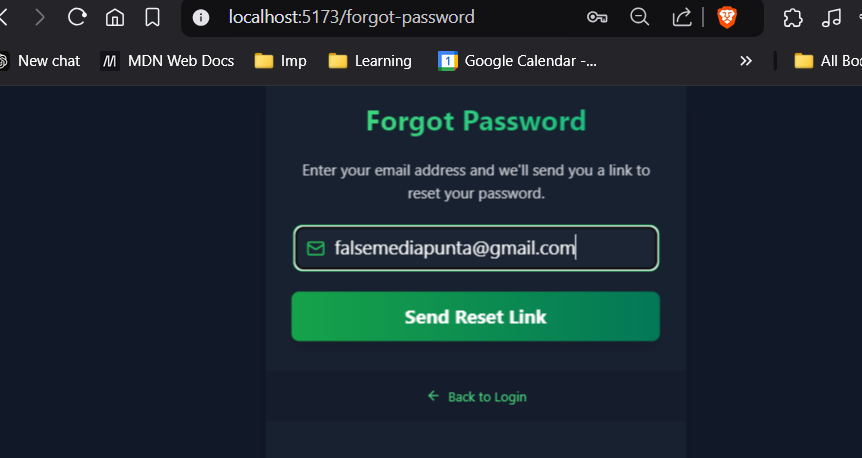 localhost:5173/forgot-password
New chat
MDN Web Docs
Imp
Learning
1
Google Calendar -...
»
All Boo
Forgot Password
Enter your email address and we'll send you a link to
reset your password.
falsemediapunta@gmail.com
Send Reset Link
← Back to Login